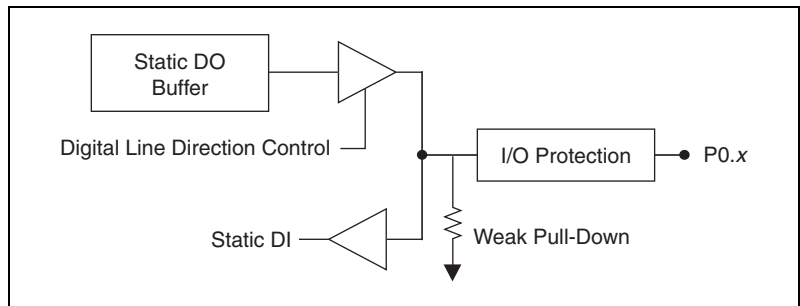 Static DO
Buffer
Digital Line Direction Control
I/O Protection
P0.x
Static DI
Weak Pull-Down